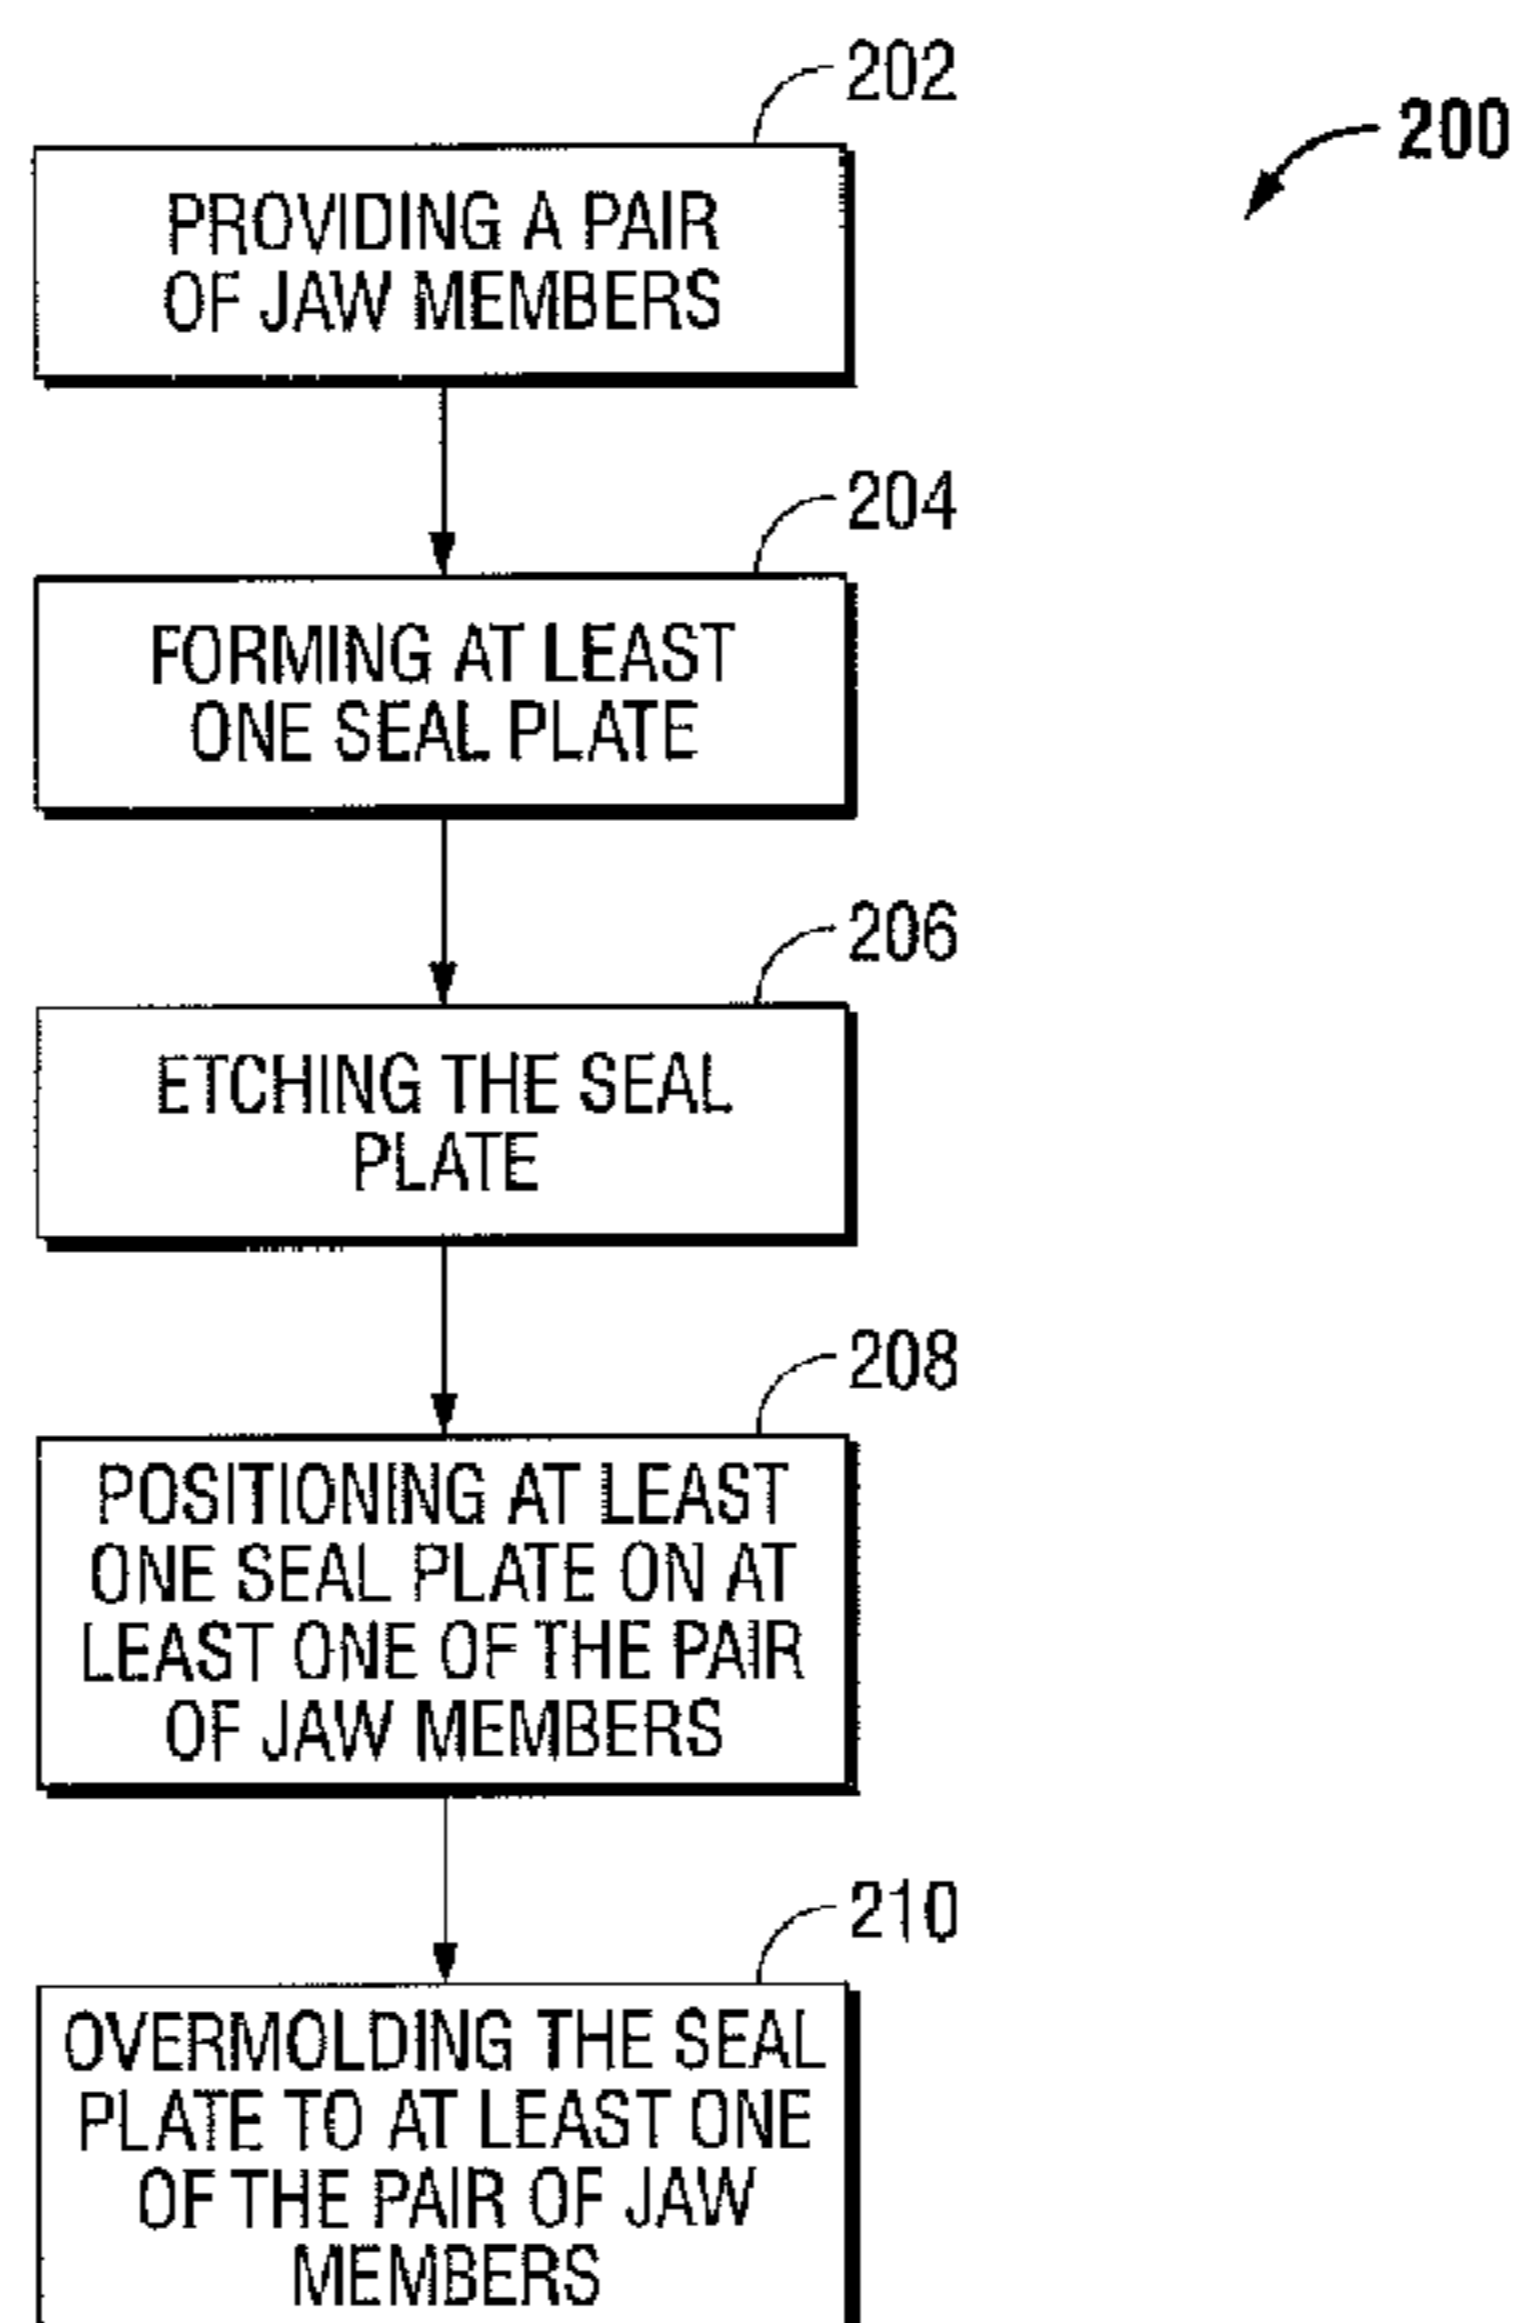 202
200
PROVIDING A PAIR
OF JAW MEMBERS
204
FORMING AT LEAST
ONE SEAL PLATE
206
ETCHING THE SEAL
PLATE
208
POSITIONING AT LEAST
ONE SEAL PLATE ON AT
LEAST ONE OF THE PAIR
OF JAW MEMBERS
210
OVERMOLDING THE SEAL
PLATE TO AT LEAST ONE
OF THE PAIR OF JAW
MEMBERS